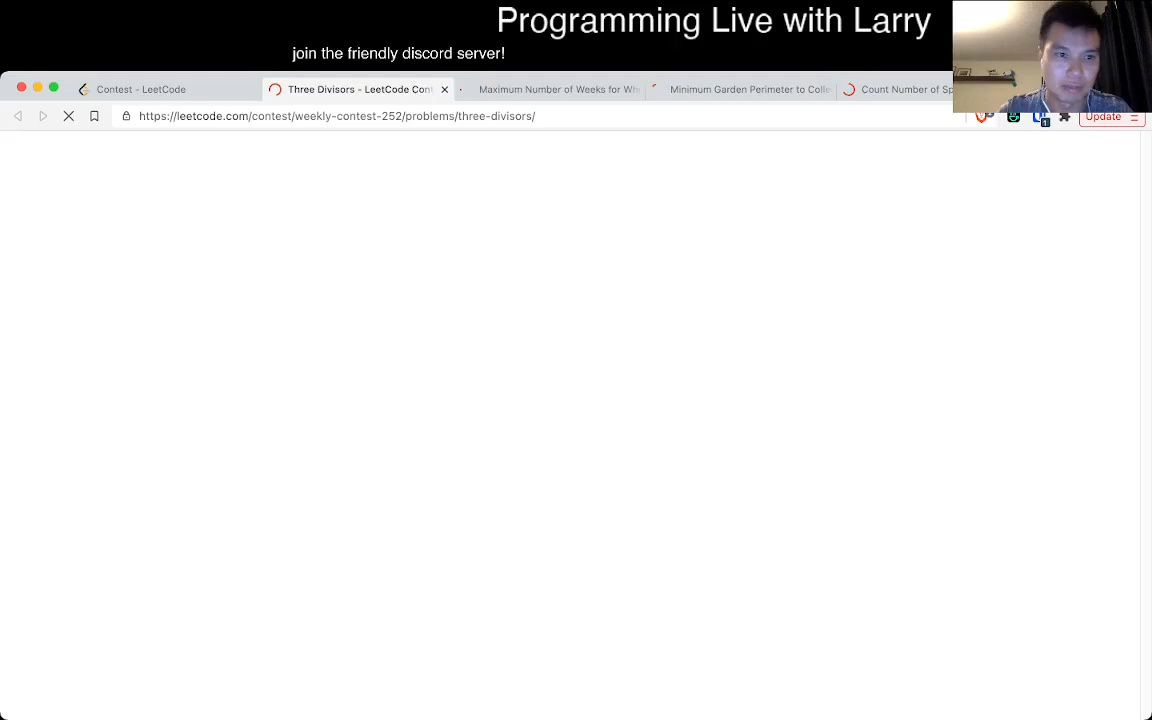 Programming Live with Larry
join the friendly discord server!
Contest - LeetCode
Three Divisors - LeetCode Cont
Maximum Number of Weeks for Wh
Minimum Garden Perimeter to Colle
Count Number of Sp
https://leetcode.com/contest/weekly-contest-252/problems/three-divisors/
1
Update